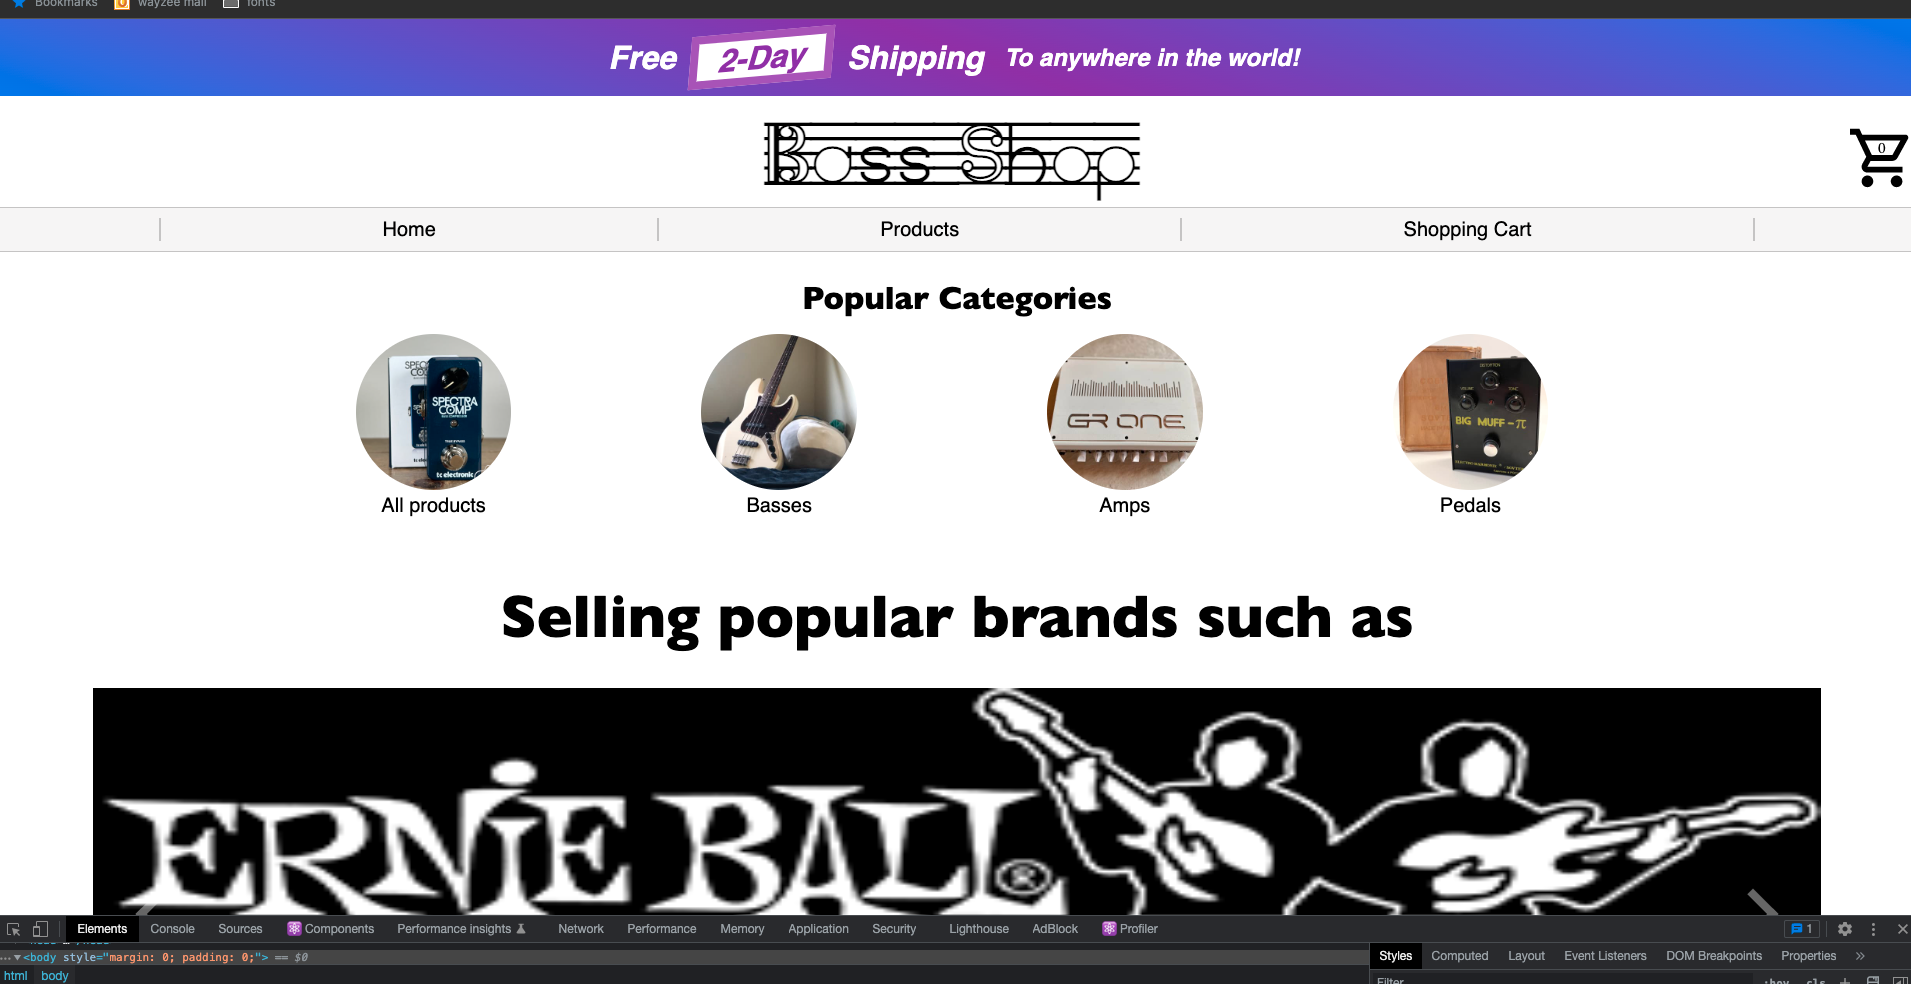 Bookmarks wayzee mall fonts
Free 2-Day Shipping To anywhere in the world!
Bass Shop
0
Home Products Shopping Cart
Popular Categories
SPECTRA
COMP
tc electronic
GR ONE
BIG MUFF-π
All products Basses Amps Pedals
Selling popular brands such as
ERNIE BALL®
Elements Console Sources Components Performance insights Network Performance Memory Application Security Lighthouse AdBlock Profiler 1
<body style="margin: 0; padding: 0;"> == $0
Styles Computed Layout Event Listeners DOM Breakpoints Properties »
html body
Filter :hov .cls +